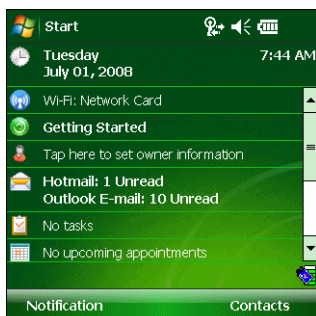 Start
Tuesday 7:44 AM
July 01, 2008
Wi-Fi: Network Card
Getting Started
Tap here to set owner information
Hotmail: 1 Unread
Outlook E-mail: 10 Unread
No tasks
No upcoming appointments
Notification Contacts